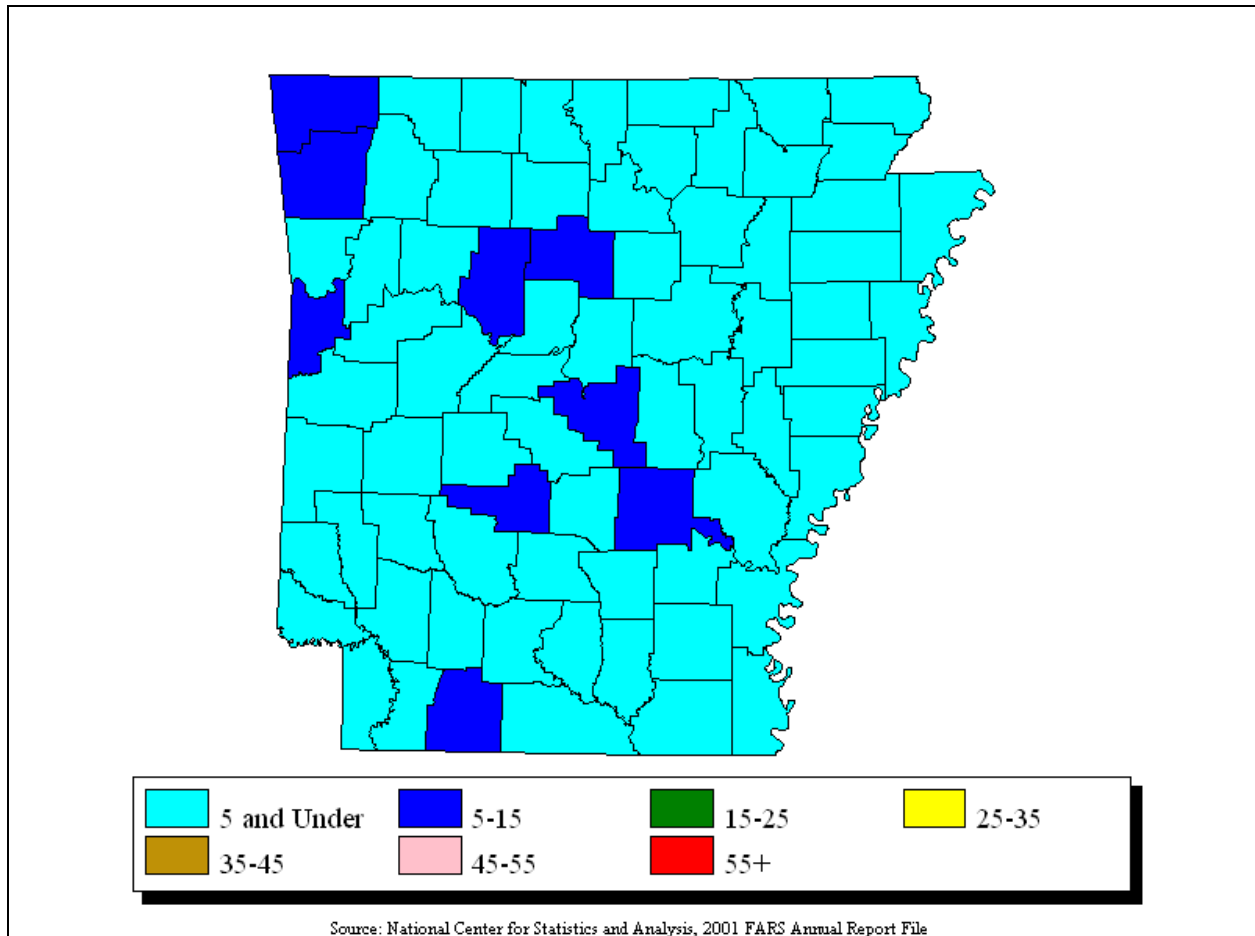 5 and Under 5-15 15-25 25-35
35-45 45-55 55+
Source: National Center for Statistics and Analysis, 2001 FARS Annual Report File